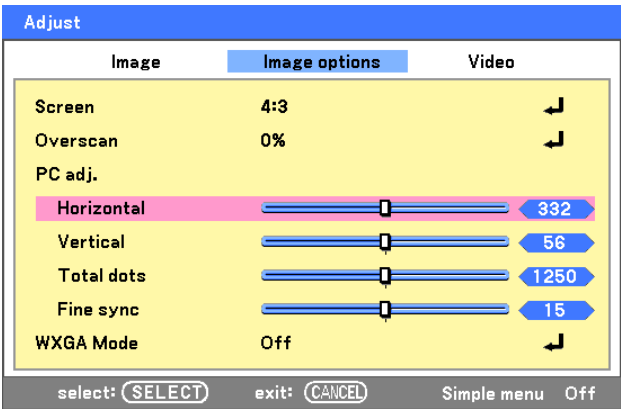 Adjust
Image Image options Video
Screen 4:3
Overscan 0%
PC adj.
Horizontal 332
Vertical 56
Total dots 1250
Fine sync 15
WXGA Mode Off
select: SELECT exit: CANCEL Simple menu Off